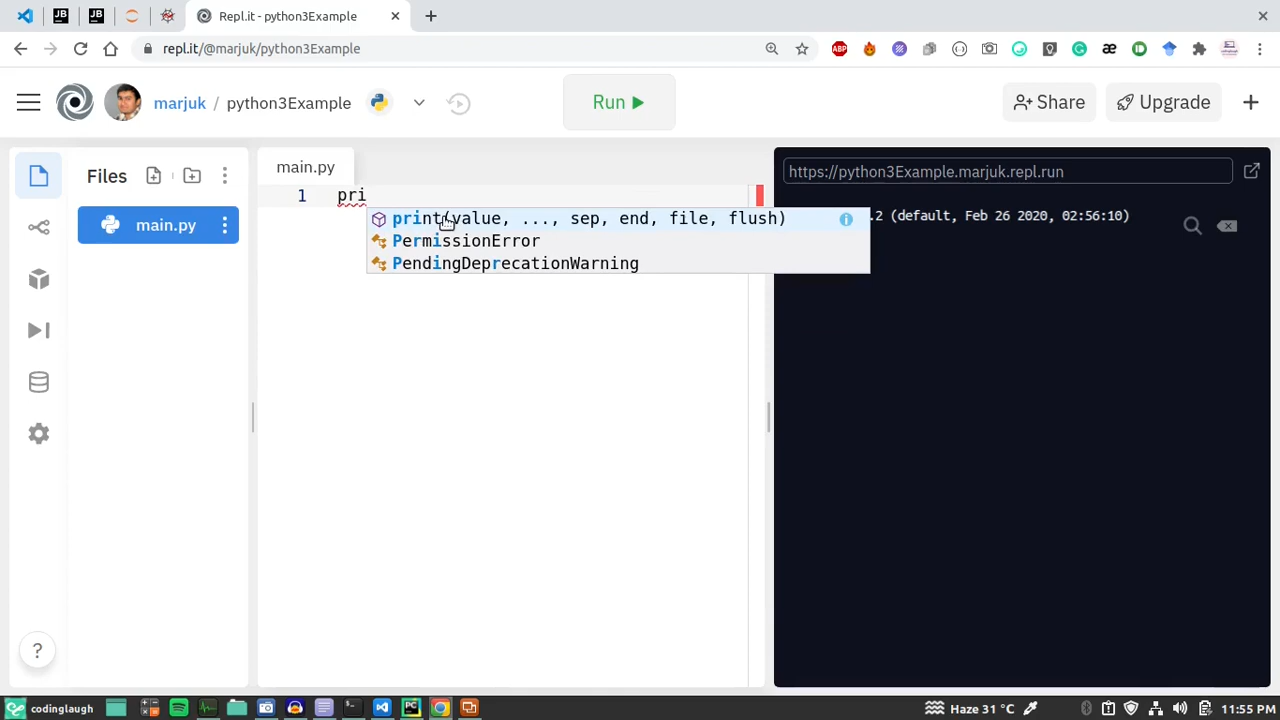 Repl.it - python3Example
repl.it/@marjuk/python3Example
ABP
marjuk / python3Example
Run
Share
Upgrade
Files
main.py
main.py
1 pri
print(value, ..., sep, end, file, flush)
PermissionError
PendingDeprecationWarning
https://python3Example.marjuk.repl.run
.2 (default, Feb 26 2020, 02:56:10)
?
codinglaugh
Haze 31 °C
11:55 PM